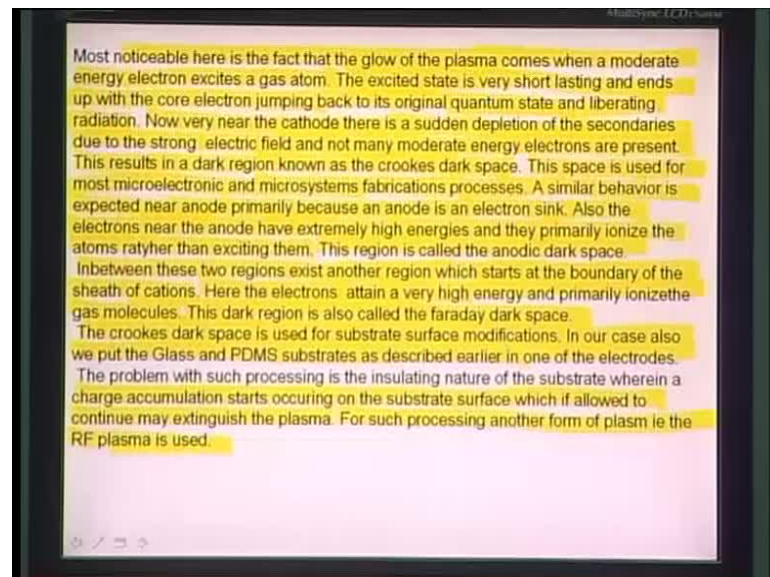 MultiSync LCD
Most noticeable here is the fact that the glow of the plasma comes when a moderate
energy electron excites a gas atom. The excited state is very short lasting and ends
up with the core electron jumping back to its original quantum state and liberating
radiation. Now very near the cathode there is a sudden depletion of the secondaries
due to the strong electric field and not many moderate energy electrons are present.
This results in a dark region known as the crookes dark space. This space is used for
most microelectronic and microsystems fabrications processes. A similar behavior is
expected near anode primarily because an anode is an electron sink. Also the
electrons near the anode have extremely high energies and they primarily ionize the
atoms ratyher than exciting them. This region is called the anodic dark space.
Inbetween these two regions exist another region which starts at the boundary of the
sheath of cations. Here the electrons attain a very high energy and primarily ionizethe
gas molecules. This dark region is also called the faraday dark space.
The crookes dark space is used for substrate surface modifications. In our case also
we put the Glass and PDMS substrates as described earlier in one of the electrodes.
The problem with such processing is the insulating nature of the substrate wherein a
charge accumulation starts occuring on the substrate surface which if allowed to
continue may extinguish the plasma. For such processing another form of plasm ie the
RF plasma is used.